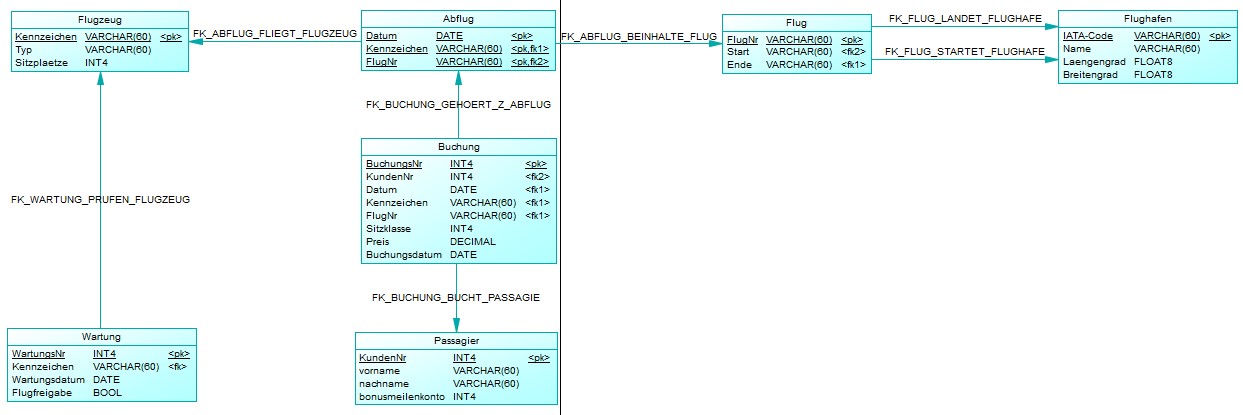 Flugzeug
Kennzeichen VARCHAR(60) <pk>
Typ VARCHAR(60)
Sitzplaetze INT4
FK_ABFLUG_FLIEGT_FLUGZEUG
Abflug
Datum DATE <pk>
Kennzeichen VARCHAR(60) <pk,fk1>
FlugNr VARCHAR(60) <pk,fk2>
FK_ABFLUG_BEINHALTE_FLUG
Flug
FlugNr VARCHAR(60) <pk>
Start VARCHAR(60) <fk2>
Ende VARCHAR(60) <fk1>
FK_FLUG_LANDET_FLUGHAFE
FK_FLUG_STARTET_FLUGHAFE
Flughafen
IATA-Code VARCHAR(60) <pk>
Name VARCHAR(60)
Laengengrad FLOAT8
Breitengrad FLOAT8
FK_BUCHUNG_GEHOERT_Z_ABFLUG
Buchung
BuchungsNr INT4 <pk>
KundenNr INT4 <fk2>
Datum DATE <fk1>
Kennzeichen VARCHAR(60) <fk1>
FlugNr VARCHAR(60) <fk1>
Sitzklasse INT4
Preis DECIMAL
Buchungsdatum DATE
FK_WARTUNG_PRUFEN_FLUGZEUG
FK_BUCHUNG_BUCHT_PASSAGIE
Wartung
WartungsNr INT4 <pk>
Kennzeichen VARCHAR(60) <fk>
Wartungsdatum DATE
Flugfreigabe BOOL
Passagier
KundenNr INT4 <pk>
vorname VARCHAR(60)
nachname VARCHAR(60)
bonusmeilenkonto INT4